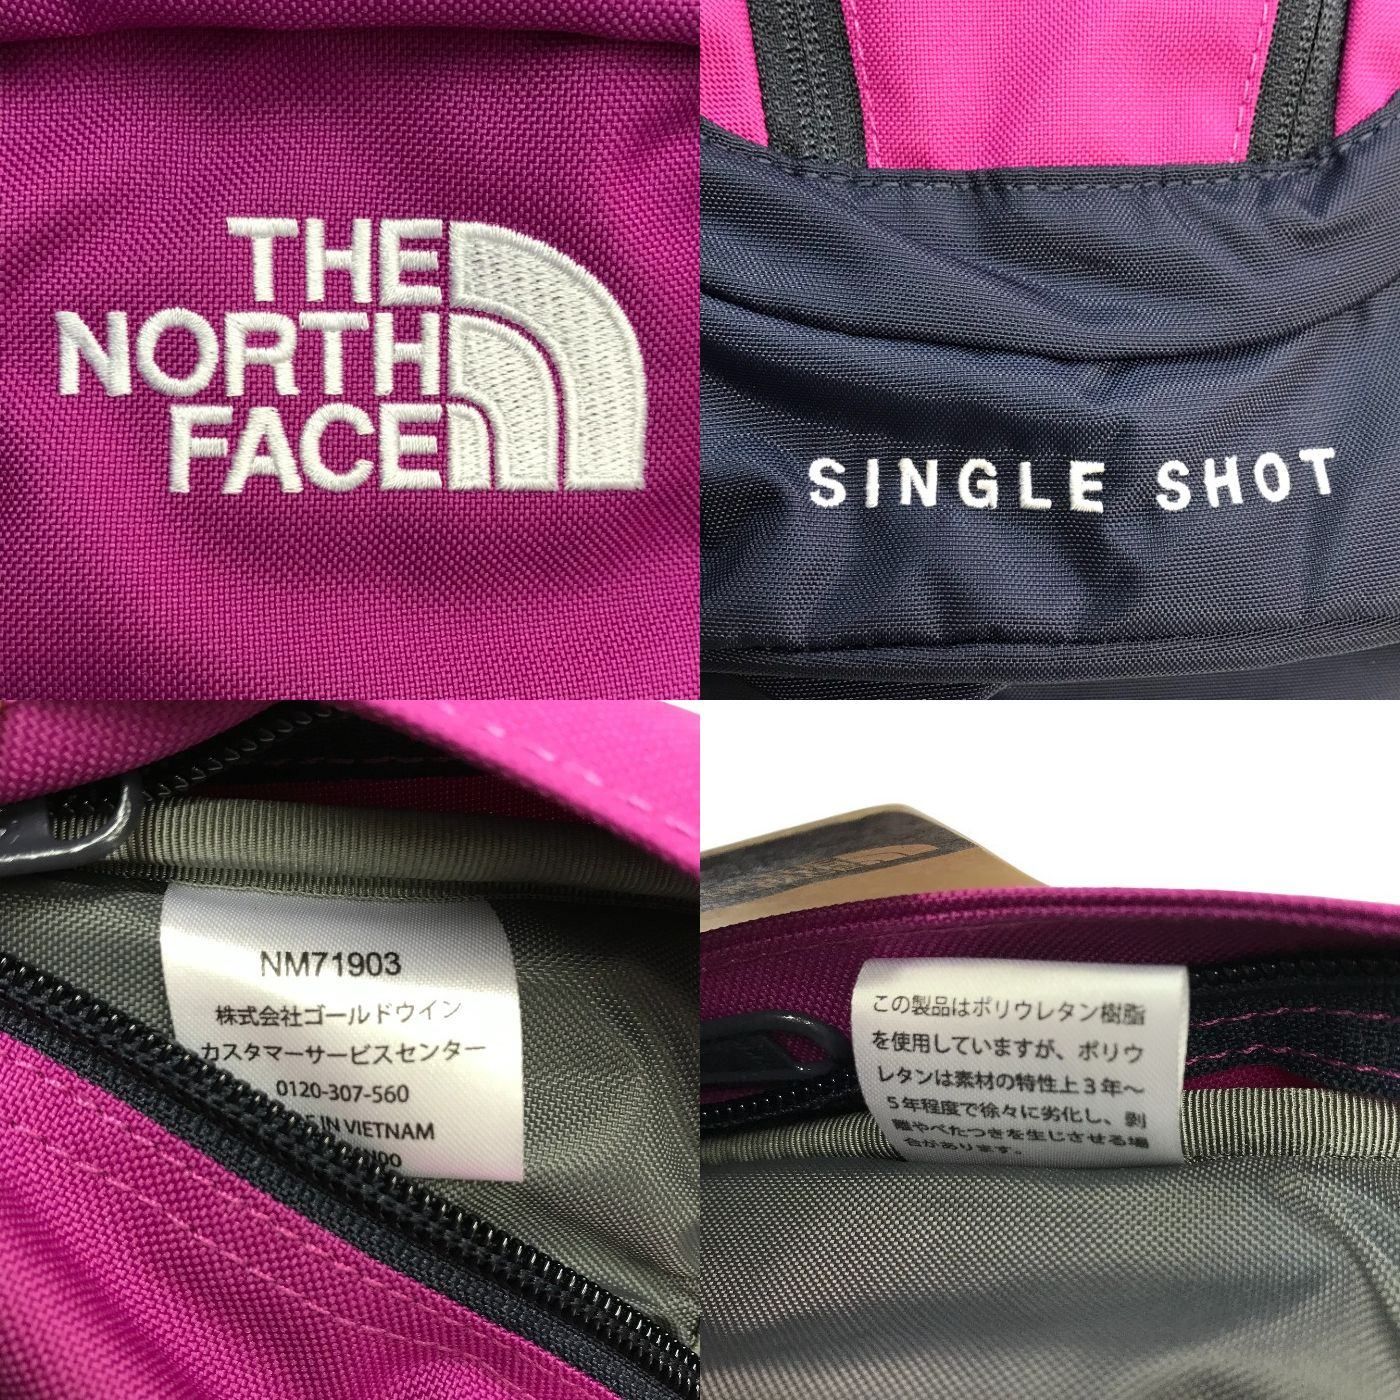 THE
NORTH
FACE
SINGLE SHOT
NM71903
株式会社ゴールドウイン
カスタマーサービスセンター
0120-307-560
IN VIETNAM
この製品はポリウレタン樹脂
を使用していますが、ポリウ
レタンは素材の特性上3年～
5年程度で徐々に劣化し、剥
離やべたつきを生じさせる場
合があります。